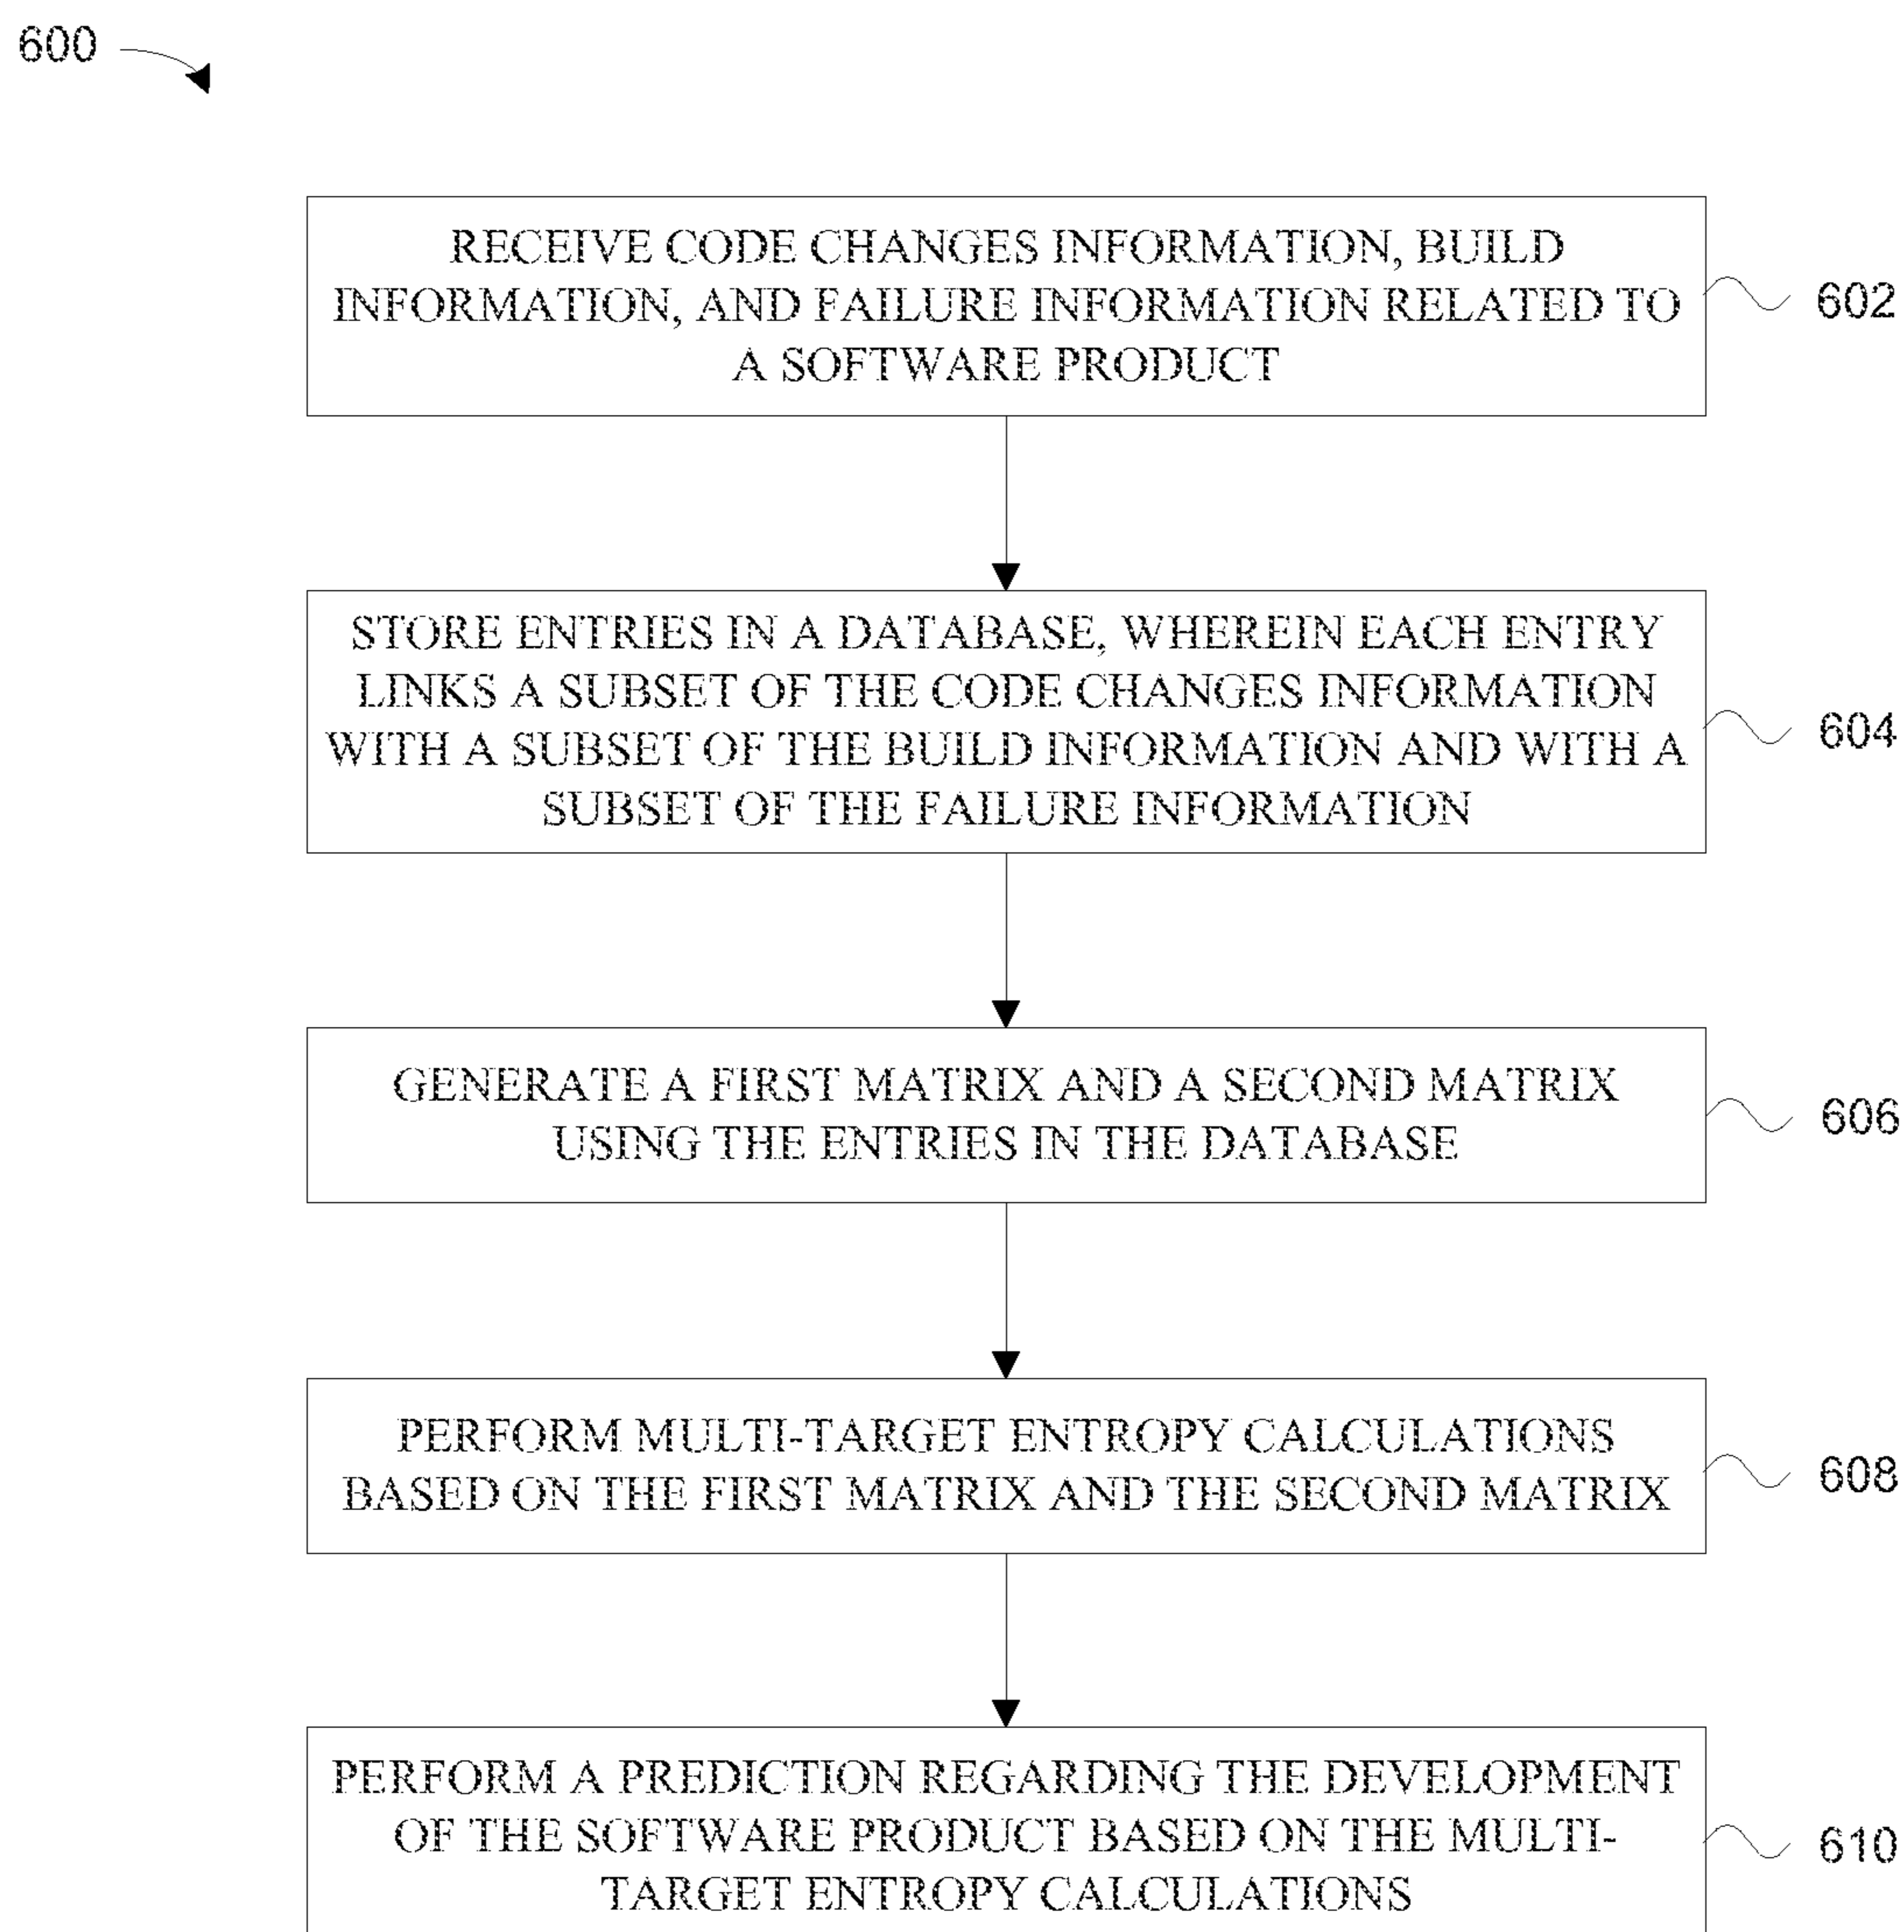 600
RECEIVE CODE CHANGES INFORMATION, BUILD
INFORMATION, AND FAILURE INFORMATION RELATED TO
A SOFTWARE PRODUCT
602
STORE ENTRIES IN A DATABASE, WHEREIN EACH ENTRY
LINKS A SUBSET OF THE CODE CHANGES INFORMATION
WITH A SUBSET OF THE BUILD INFORMATION AND WITH A
SUBSET OF THE FAILURE INFORMATION
604
GENERATE A FIRST MATRIX AND A SECOND MATRIX
USING THE ENTRIES IN THE DATABASE
606
PERFORM MULTI-TARGET ENTROPY CALCULATIONS
BASED ON THE FIRST MATRIX AND THE SECOND MATRIX
608
PERFORM A PREDICTION REGARDING THE DEVELOPMENT
OF THE SOFTWARE PRODUCT BASED ON THE MULTI-
TARGET ENTROPY CALCULATIONS
610